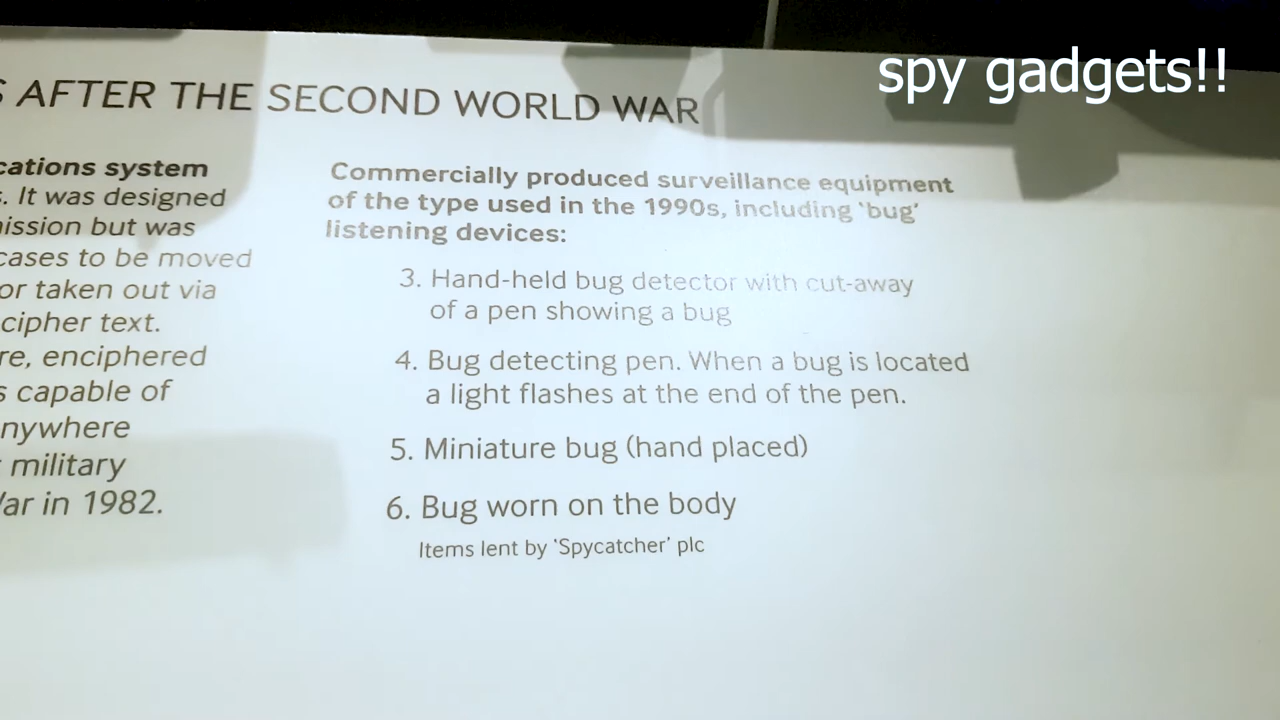 spy gadgets!!
AFTER THE SECOND WORLD WAR
cations system
. It was designed
ission but was
cases to be moved
or taken out via
cipher text.
re, enciphered
s capable of
nywhere
military
ar in 1982.
Commercially produced surveillance equipment
of the type used in the 1990s, including ‘bug’
listening devices:
3. Hand-held bug detector with cut-away
of a pen showing a bug
4. Bug detecting pen. When a bug is located
a light flashes at the end of the pen.
5. Miniature bug (hand placed)
6. Bug worn on the body
Items lent by ‘Spycatcher’ plc